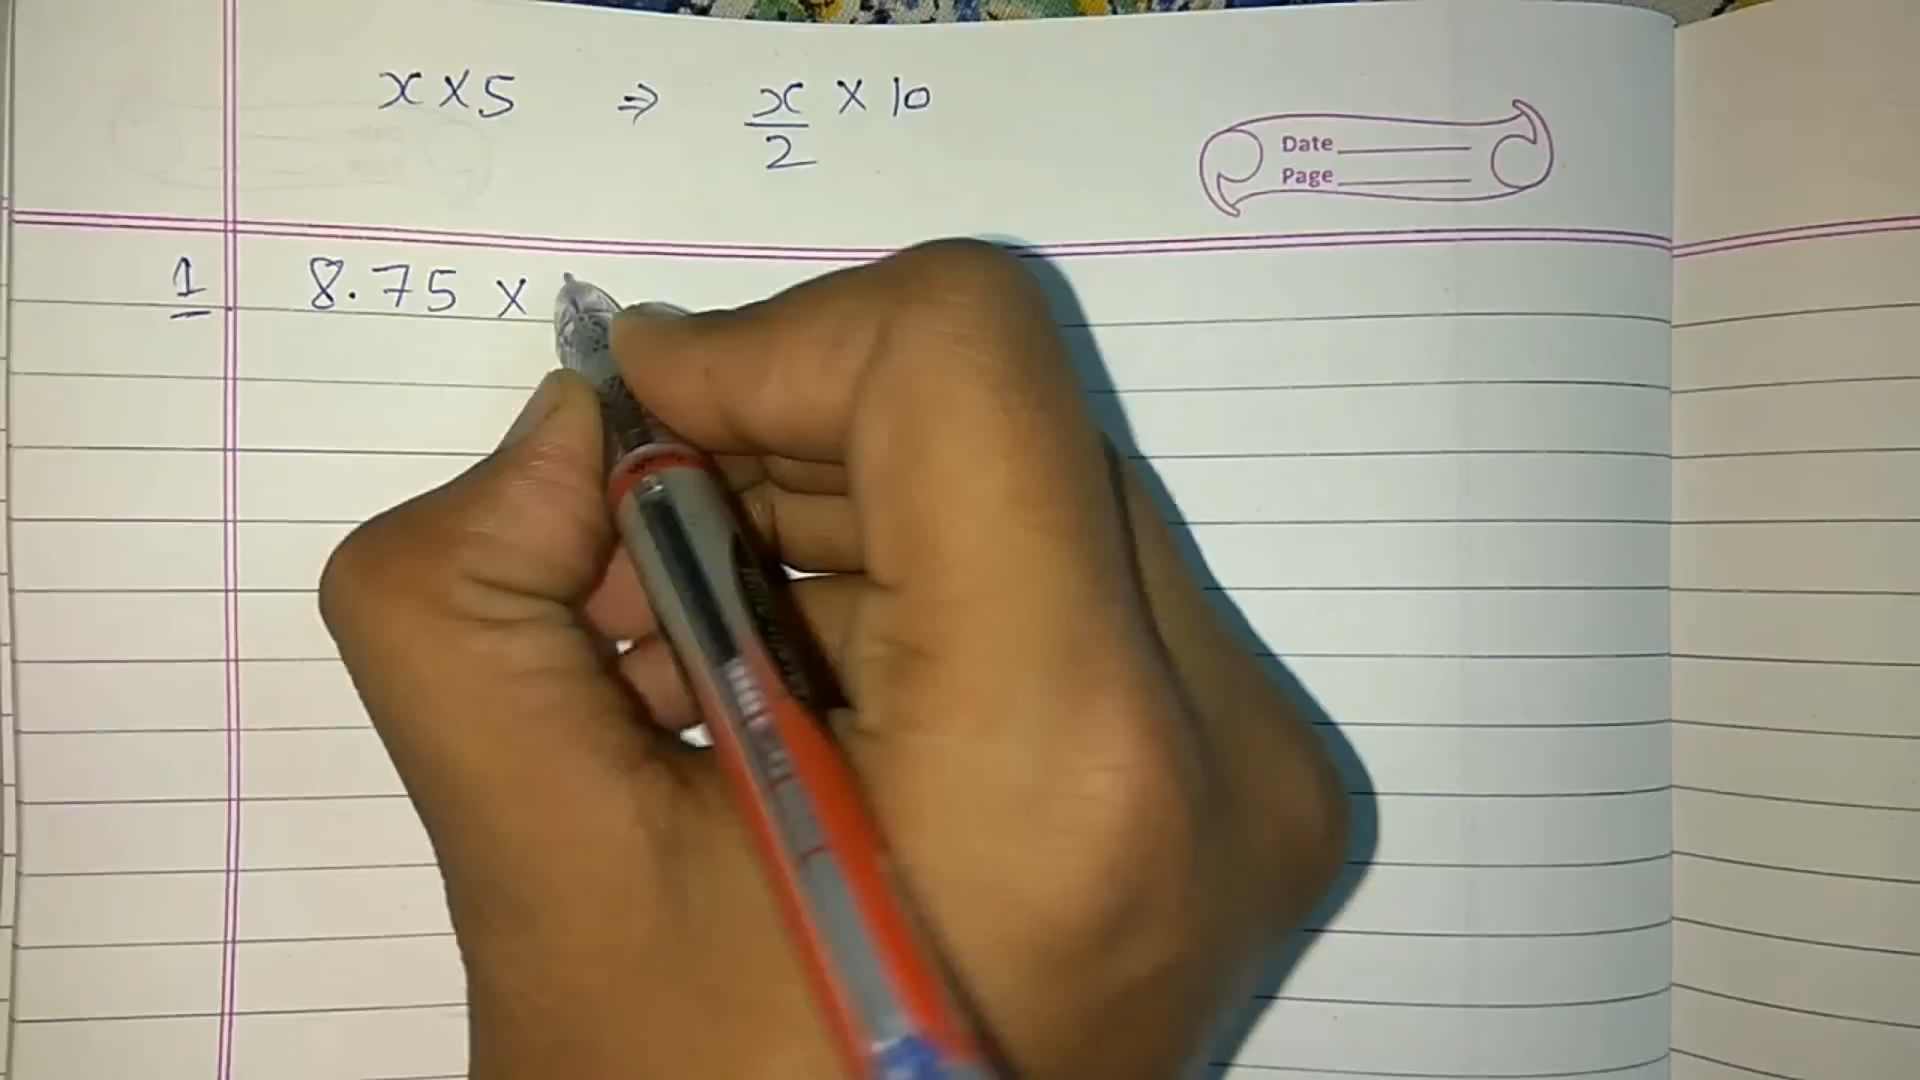 x × 5 ⇒ x/2 × 10
Date
Page
1 8.75 ×